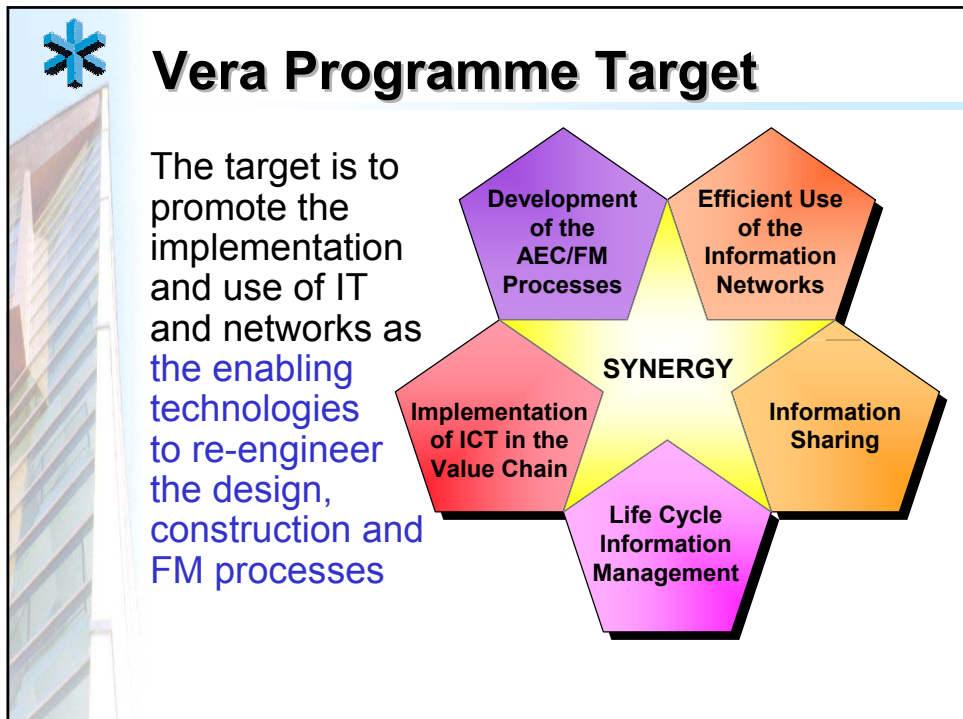 Vera Programme Target
The target is to
promote the
implementation
and use of IT
and networks as
the enabling
technologies
to re-engineer
the design,
construction and
FM processes
Development
of the
AEC/FM
Processes
Efficient Use
of the
Information
Networks
SYNERGY
Implementation
of ICT in the
Value Chain
Information
Sharing
Life Cycle
Information
Management